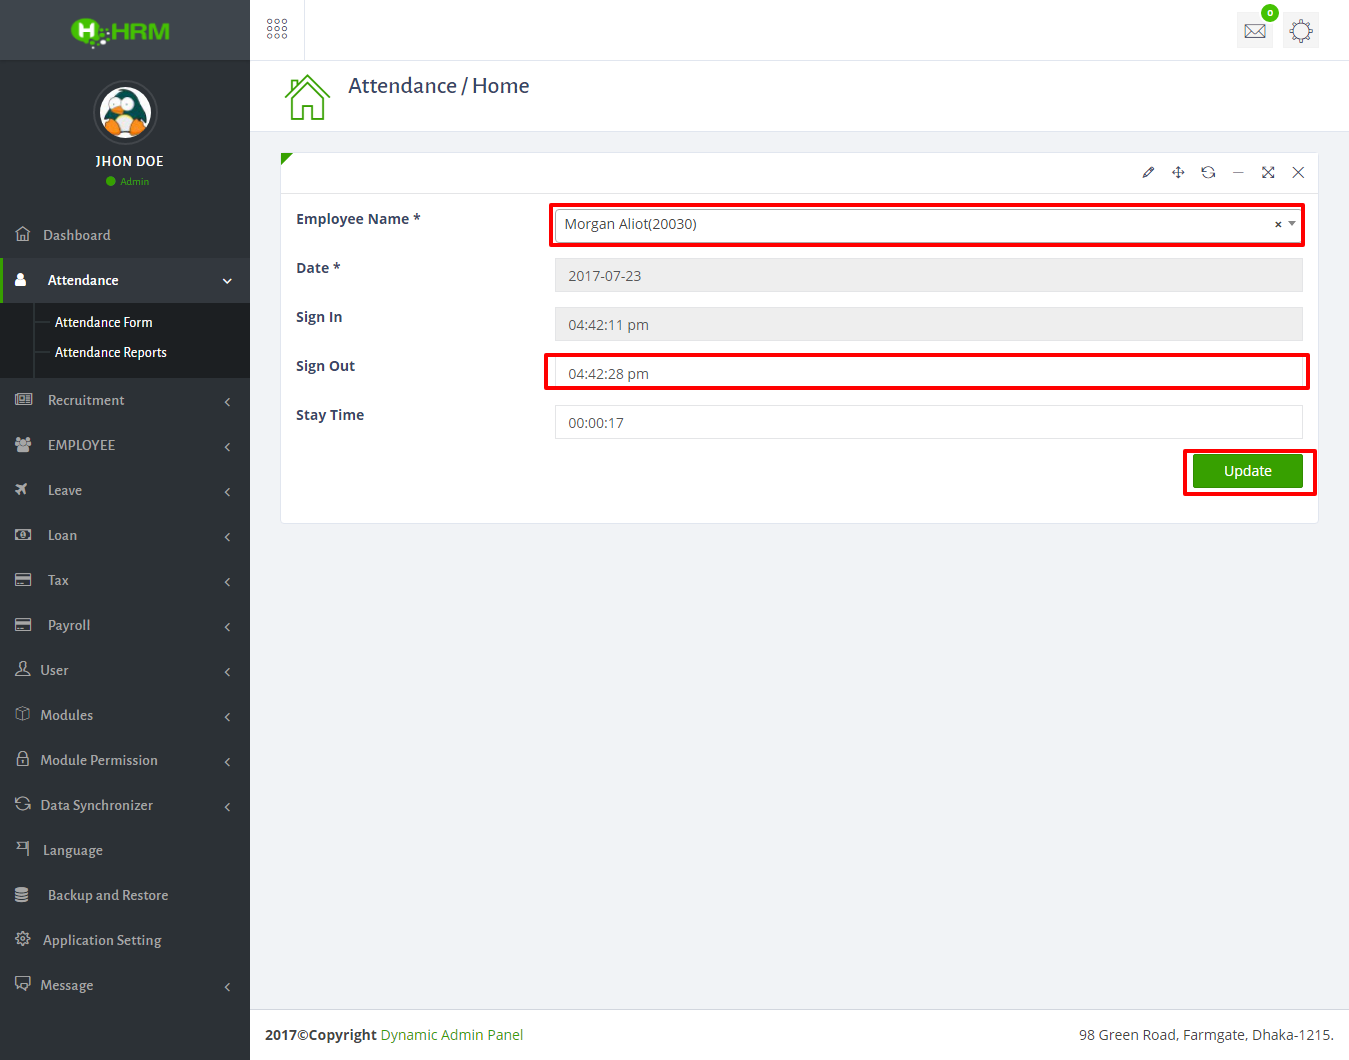 HRM
0
JHON DOE
Admin
Attendance / Home
Dashboard
Attendance
Attendance Form
Attendance Reports
Recruitment
EMPLOYEE
Leave
Loan
Tax
Payroll
User
Modules
Module Permission
Data Synchronizer
Language
Backup and Restore
Application Setting
Message
Employee Name *
Morgan Aliot(20030)
×
Date *
2017-07-23
Sign In
04:42:11 pm
Sign Out
04:42:28 pm
Stay Time
00:00:17
Update
2017©Copyright Dynamic Admin Panel
98 Green Road, Farmgate, Dhaka-1215.